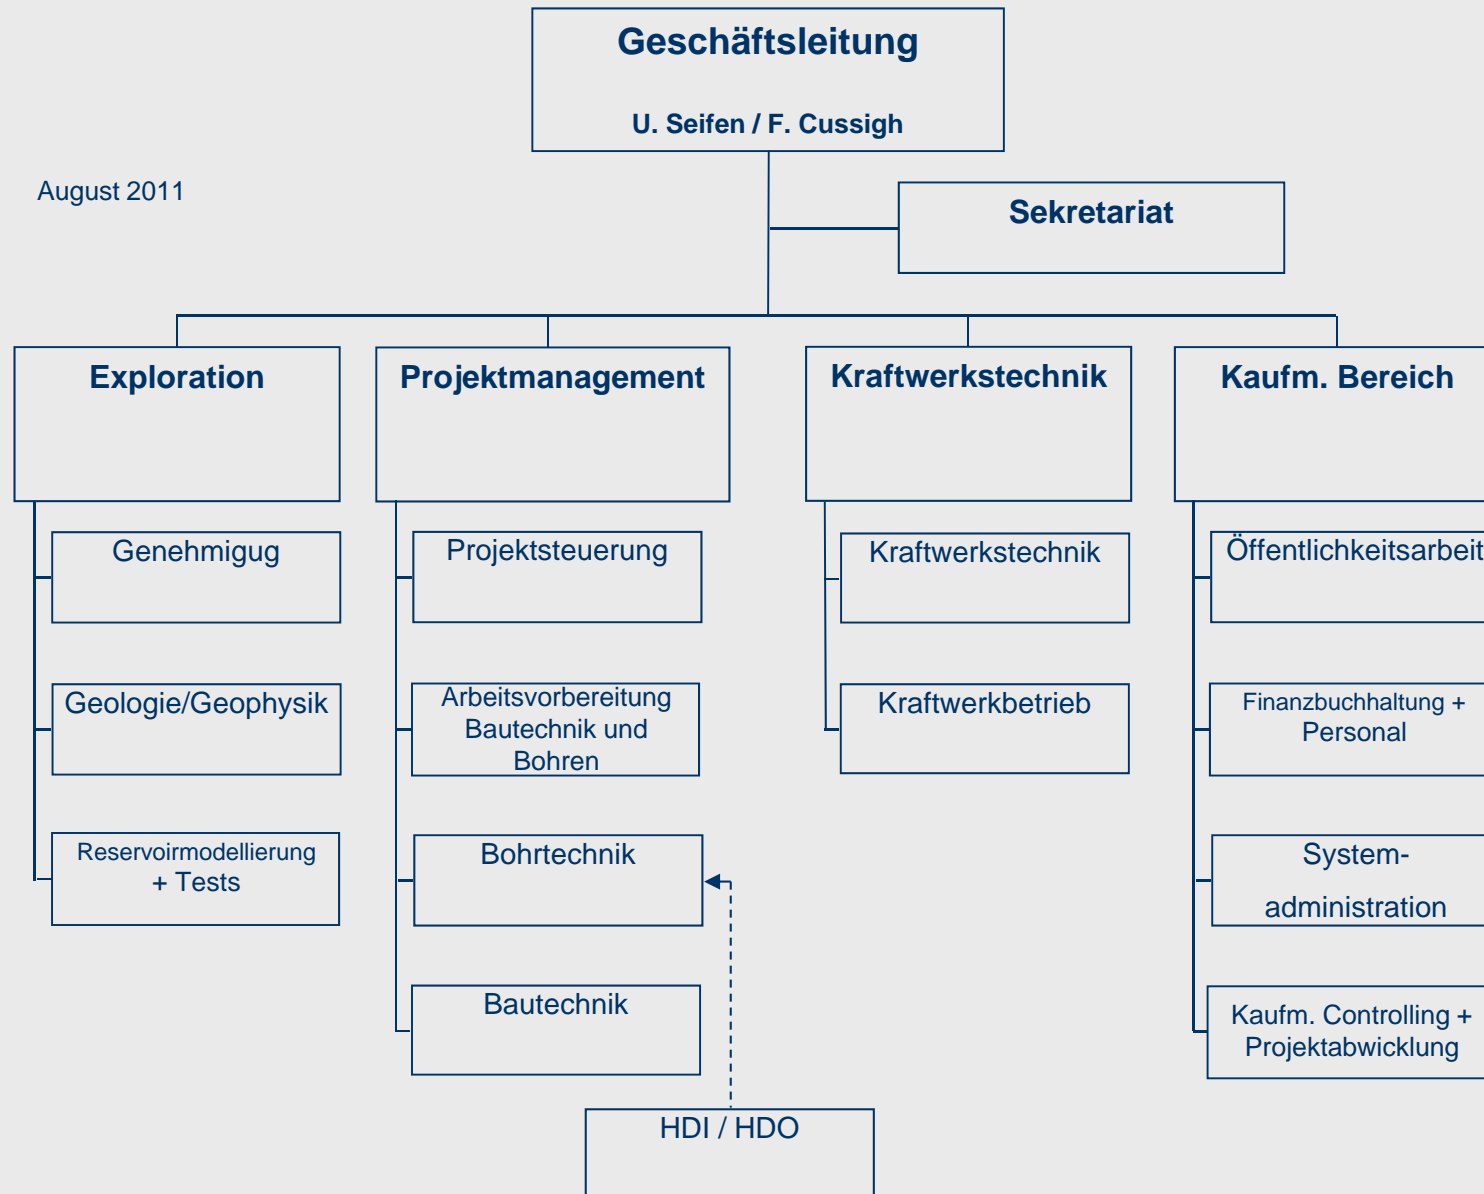 Geschäftsleitung
U. Seifen / F. Cussigh
August 2011
Sekretariat
Exploration
Projektmanagement
Kraftwerkstechnik
Kaufm. Bereich
Genehmigug
Projektsteuerung
Kraftwerkstechnik
Öffentlichkeitsarbeit
Geologie/Geophysik
Arbeitsvorbereitung
Bautechnik und
Bohren
Kraftwerkbetrieb
Finanzbuchhaltung +
Personal
Reservoirmodellierung
+ Tests
Bohrtechnik
System-
administration
Bautechnik
Kaufm. Controlling +
Projektabwicklung
HDI / HDO